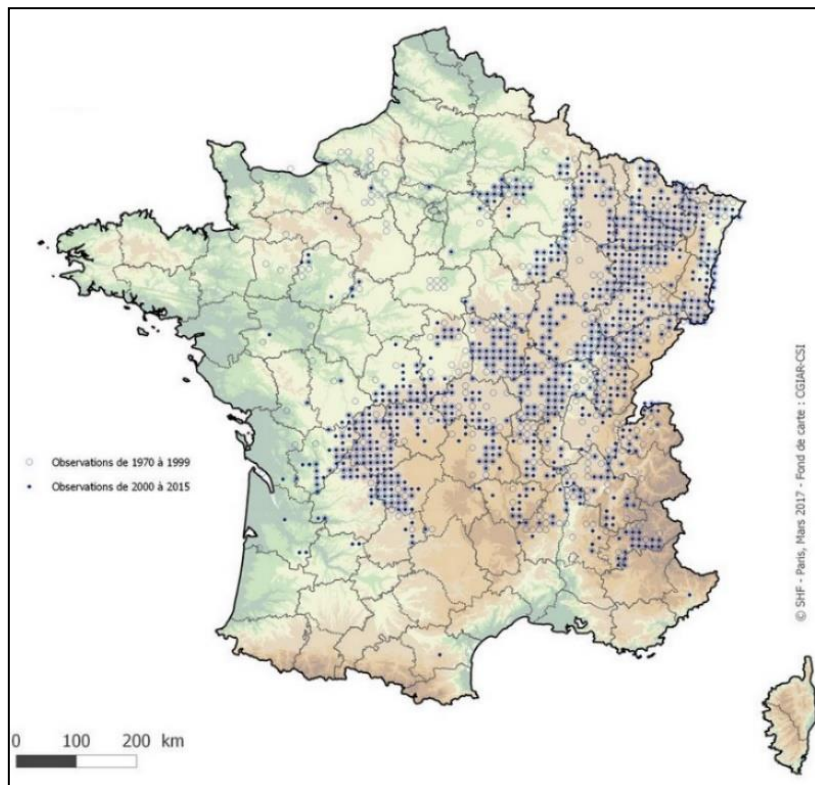 Observations de 1970 à 1999
Observations de 2000 à 2015
© SHF - Paris, Mars 2017 - Fond de carte : CGIAR-CSI
0 100 200 km